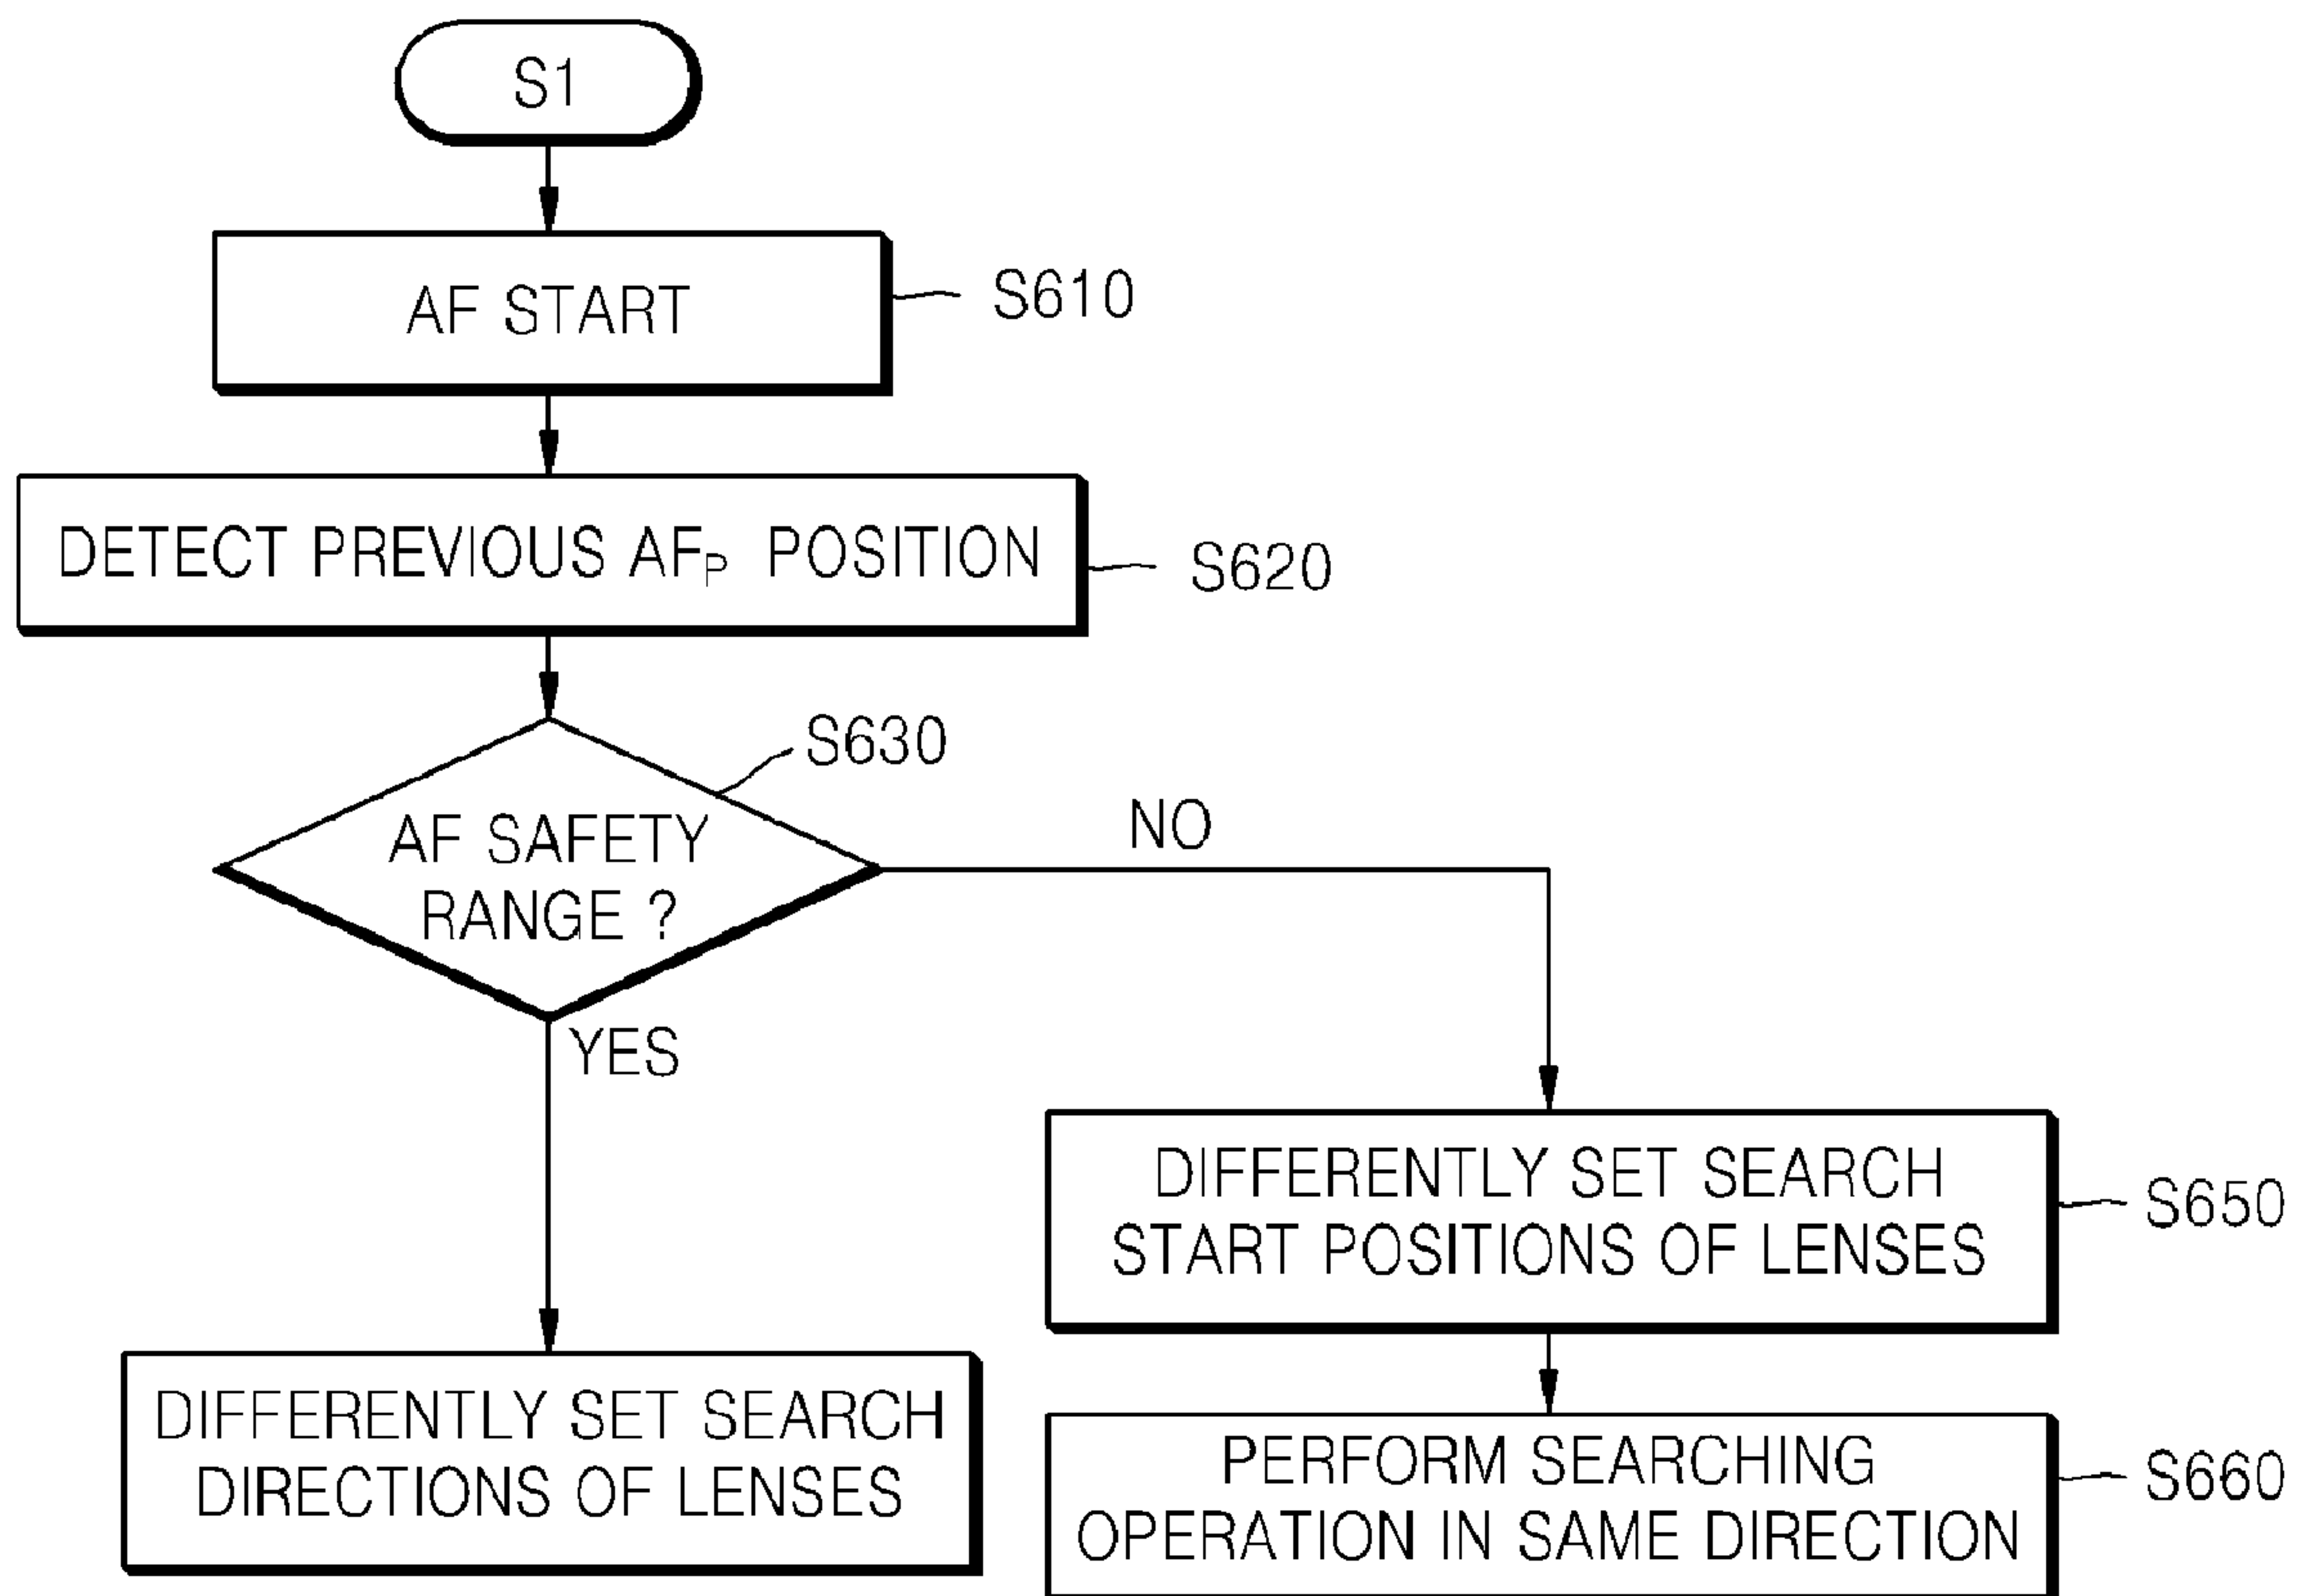 S1
AF START
S610
DETECT PREVIOUS AFP POSITION
S620
S630
AF SAFETY
RANGE ?
NO
YES
DIFFERENTLY SET SEARCH
START POSITIONS OF LENSES
S650
DIFFERENTLY SET SEARCH
DIRECTIONS OF LENSES
PERFORM SEARCHING
OPERATION IN SAME DIRECTION
S660